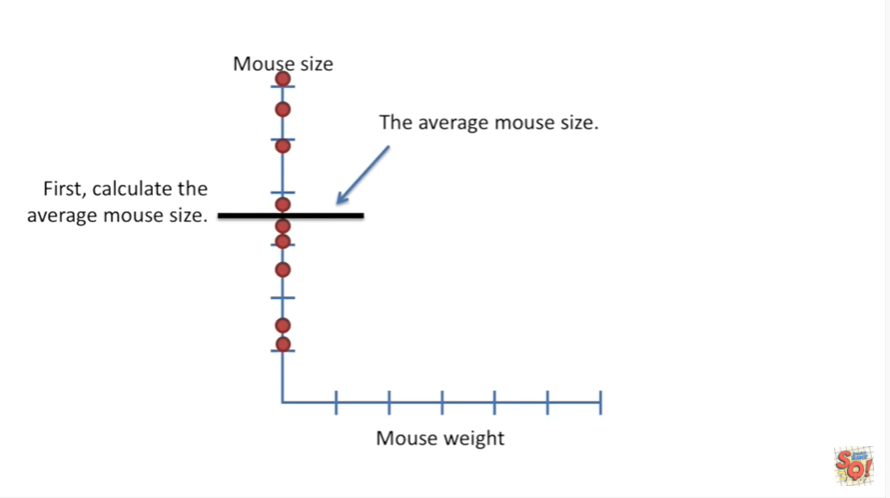 Mouse size
The average mouse size.
First, calculate the
average mouse size.
Mouse weight